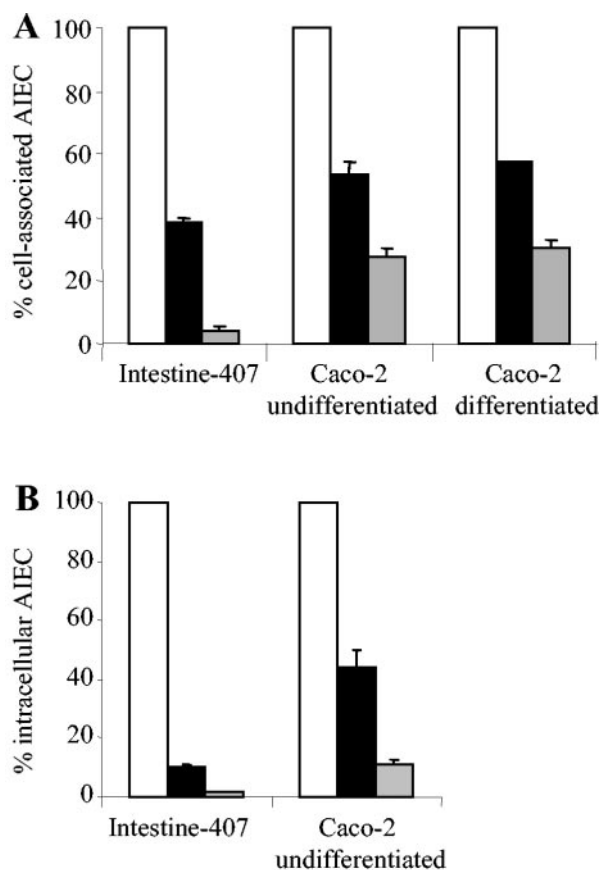 A
% cell-associated AIEC
100
80
60
40
20
0
Intestine-407
Caco-2
undifferentiated
Caco-2
differentiated
B
% intracellular AIEC
100
80
60
40
20
0
Intestine-407
Caco-2
undifferentiated